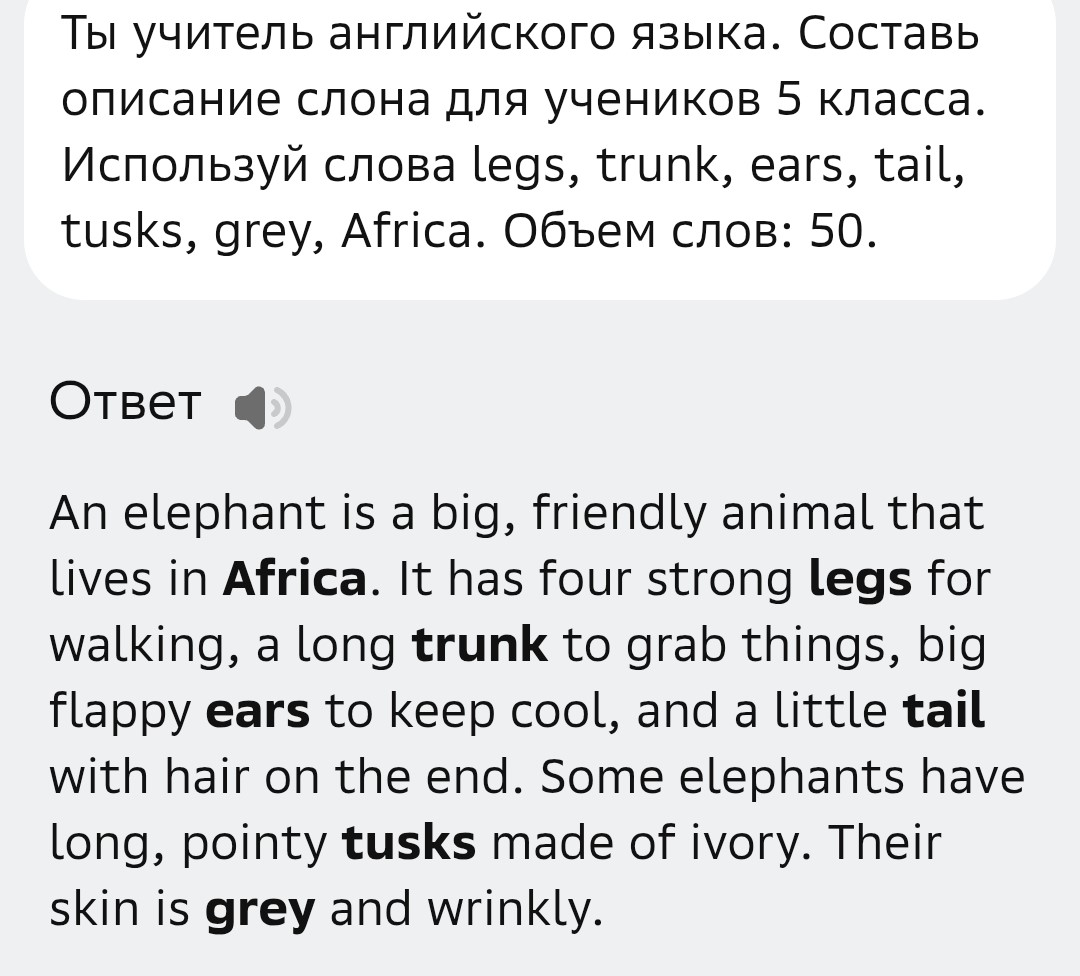 Ты учитель английского языка. Составь
описание слона для учеников 5 класса.
Используй слова legs, trunk, ears, tail,
tusks, grey, Africa. Объем слов: 50.
Ответ
An elephant is a big, friendly animal that
lives in Africa. It has four strong legs for
walking, a long trunk to grab things, big
flappy ears to keep cool, and a little tail
with hair on the end. Some elephants have
long, pointy tusks made of ivory. Their
skin is grey and wrinkly.